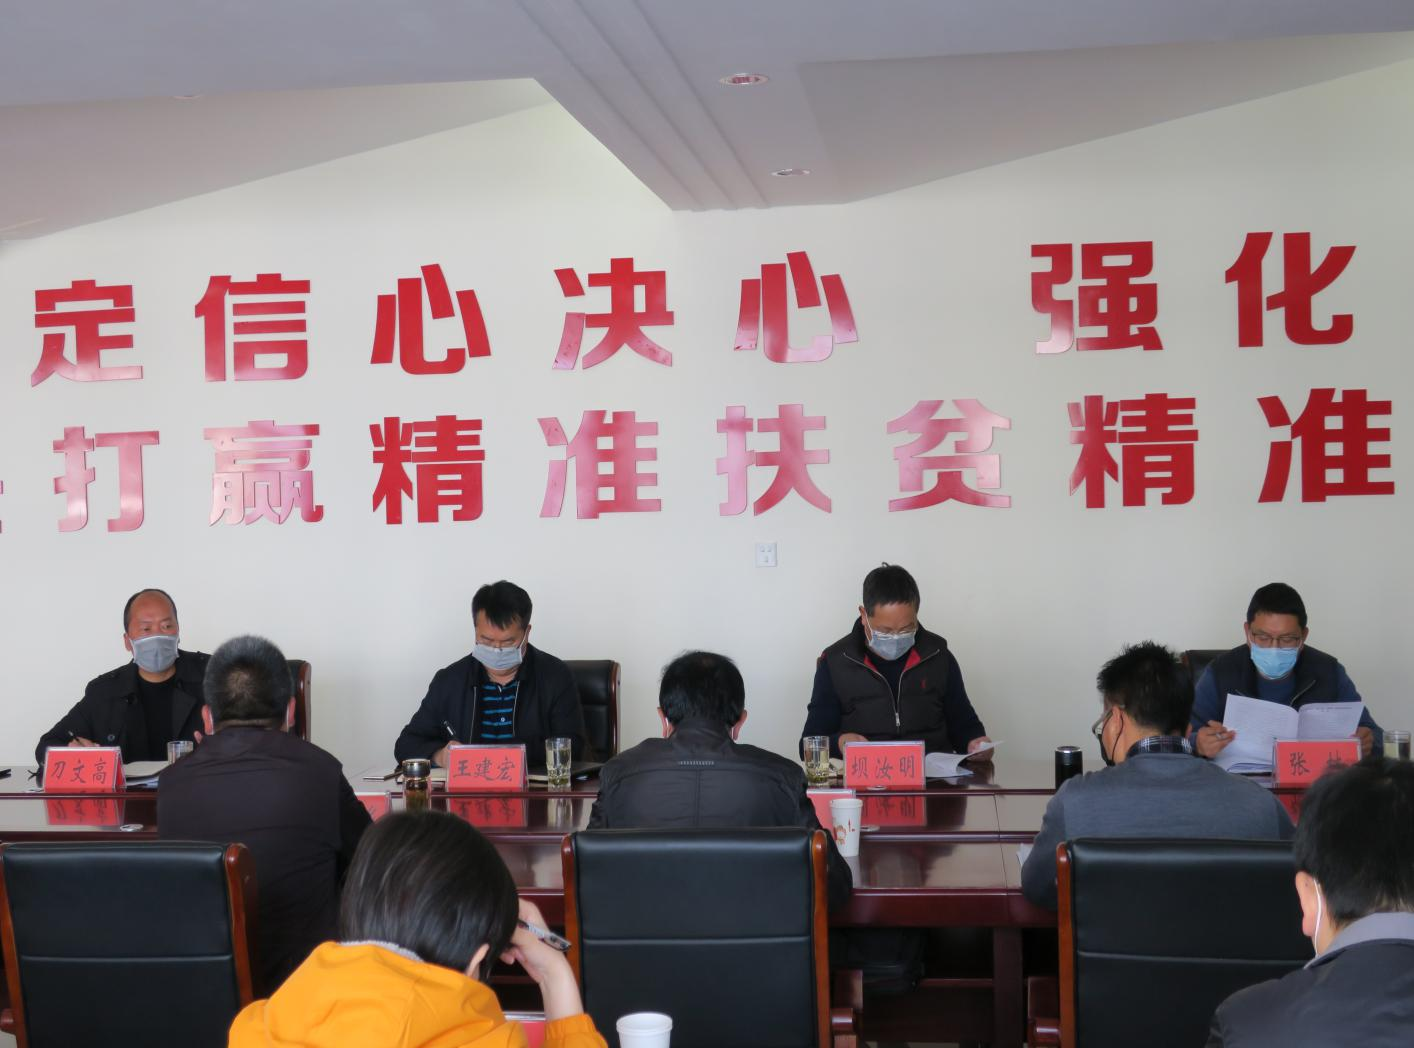 定信心决心 强化
打赢精准扶贫精准
刀文高
王建宏
坝汝明
张